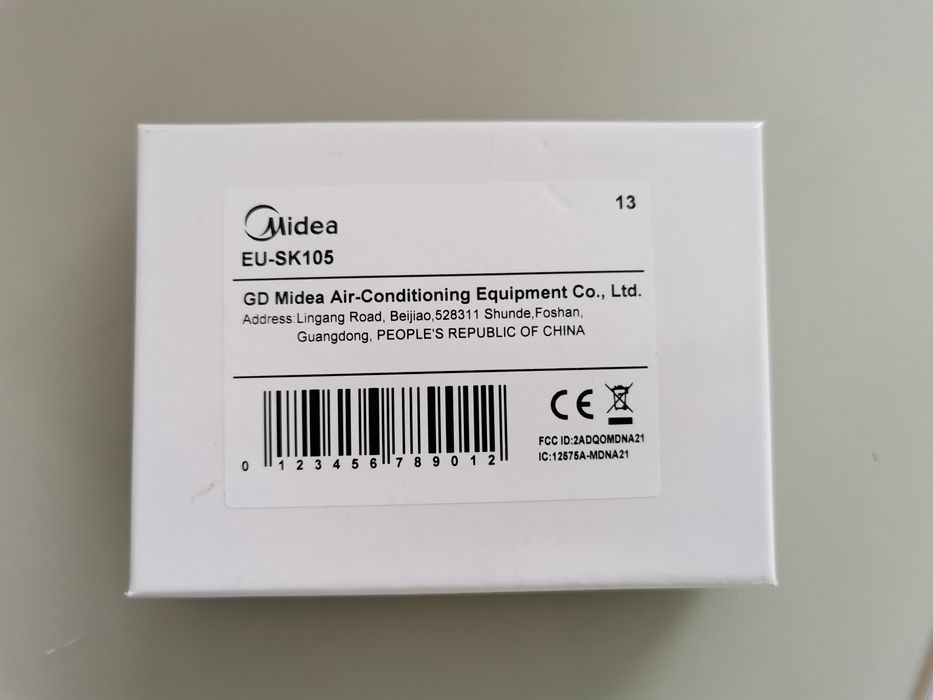 Midea
13
EU-SK105
GD Midea Air-Conditioning Equipment Co., Ltd.
Address:Lingang Road, Beijiao,528311 Shunde,Foshan,
Guangdong, PEOPLE'S REPUBLIC OF CHINA
CE
0 123456 789012
FCC ID:2ADQOMDNA21
IC:12575A-MDNA21